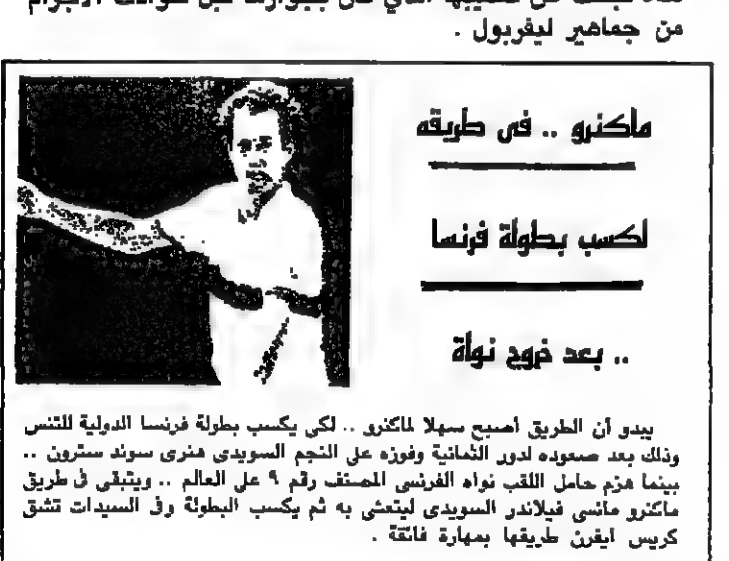 من جماهير ليفربول .
ماكنرو .. فى طريقه
لكسب بطولة فرنسا
.. بعد خروج نواة
يبدو أن الطريق أصبح سهلا لماكنرو .. لكى يكسب بطولة فرنسا الدولية للتنس
وذلك بعد صعوده لدور الثمانية وفوزه على النجم السويدى هنرى سوند سترون ..
بينما هزم حامل اللقب نواه الفرنسى المصنف رقم ٩ على العالم .. ويتبقى فى طريق
ماكنرو مانسى فيلاندر السويدى ليتعشى به ثم يكسب البطولة وفى السيدات تشق
كريس ايفرن طريقها بمهارة فائقة .